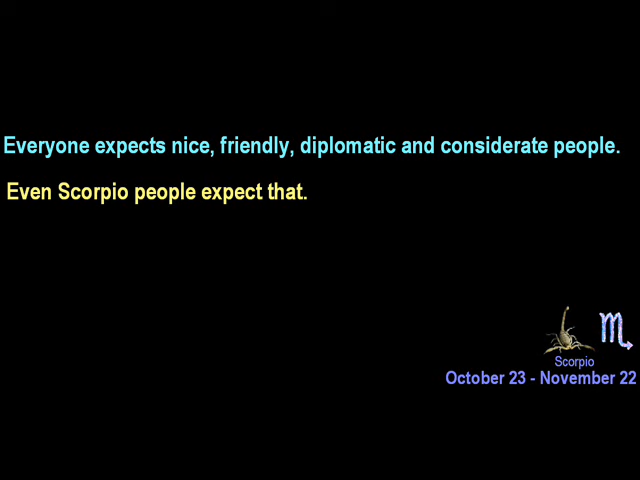 Everyone expects nice, friendly, diplomatic and considerate people.
Even Scorpio people expect that.
Scorpio
October 23 - November 22